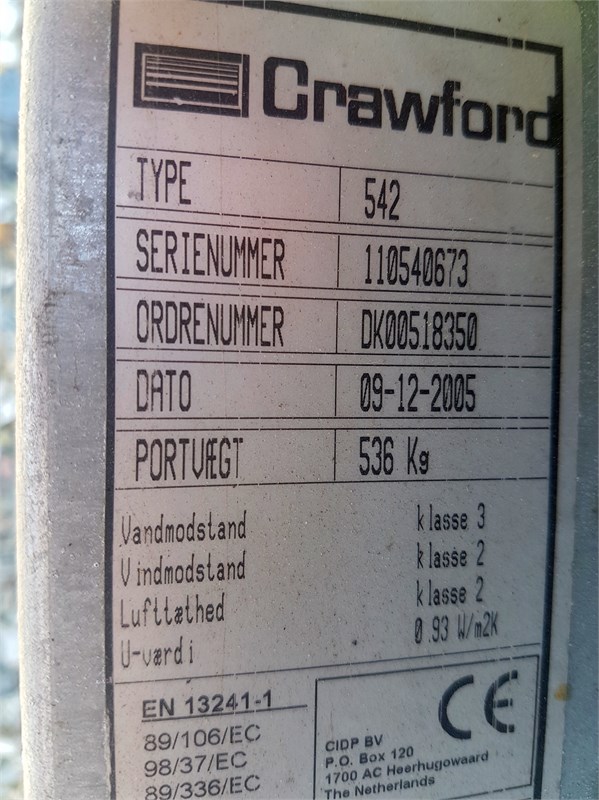 Crawford
TYPE 542
SERIENUMMER 110540673
ORDRENUMMER DK00518350
DATO 09-12-2005
PORTVÆGT 536 Kg
Vandmodstand klasse 3
Vindmodstand klasse 2
Lufttæthed klasse 2
U-værdi 0.93 W/m2K
EN 13241-1
89/106/EC
98/37/EC
89/336/EC
CE
CIDP BV
P.O. Box 120
1700 AC Heerhugowaard
The Netherlands